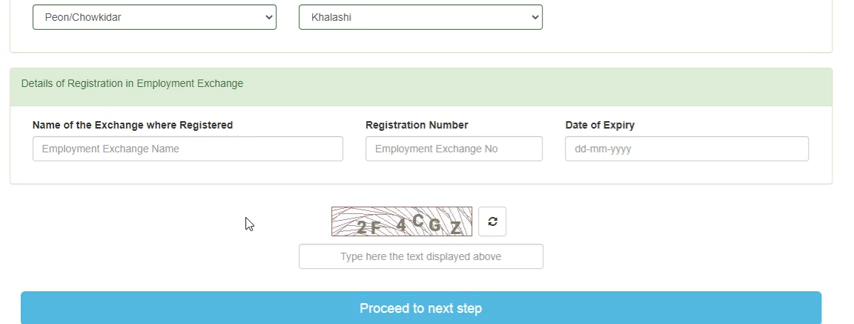 Peon/Chowkidar Khalashi
Details of Registration in Employment Exchange
Name of the Exchange where Registered Registration Number Date of Expiry
Employment Exchange Name Employment Exchange No dd-mm-yyyy
2F 4CGZ
Type here the text displayed above
Proceed to next step